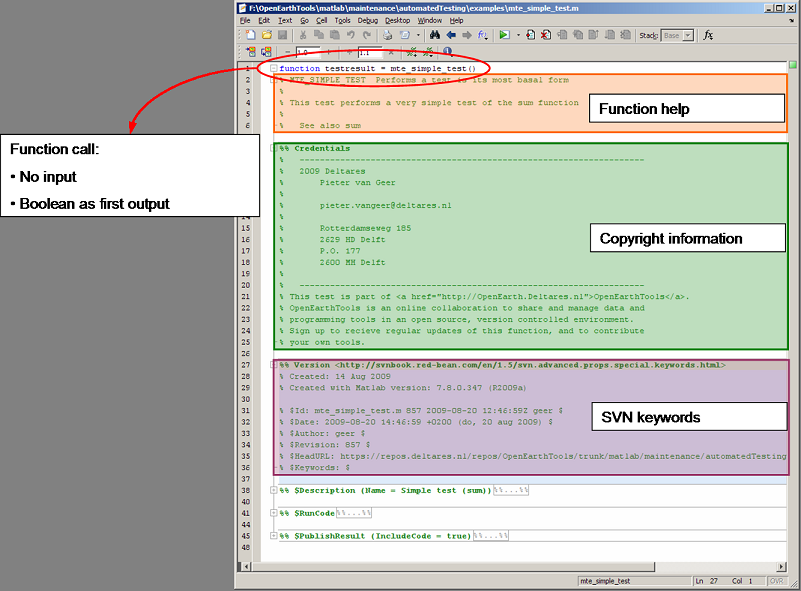 F:\OpenEarthTools\matlab\maintenance\automatedTesting\examples\mte_simple_test.m
File Edit Text Go Cell Tools Debug Desktop Window Help
Stack: Base fx
1.0 1.1
1 function testresult = mte_simple_test()
2 % MTE_SIMPLE_TEST Performs a test in its most basal form
3 %
4 % This test performs a very simple test of the sum function
5 %
6 % See also sum
Function help
Function call:
• No input
• Boolean as first output
%% Credentials
% --------------------------------------------------------------------
% 2009 Deltares
% Pieter van Geer
%
% pieter.vangeer@deltares.nl
14 %
15 % Rotterdamseweg 185
16 % 2629 HD Delft
17 % P.O. 177
18 % 2600 MH Delft
19 %
20 % --------------------------------------------------------------------
21 % This test is part of <a href="http://OpenEarth.Deltares.nl">OpenEarthTools</a>.
22 % OpenEarthTools is an online collaboration to share and manage data and
23 % programming tools in an open source, version controlled environment.
24 % Sign up to recieve regular updates of this function, and to contribute
25 % your own tools.
Copyright information
26
27 %% Version <http://svnbook.red-bean.com/en/1.5/svn.advanced.props.special.keywords.html>
28 % Created: 14 Aug 2009
29 % Created with Matlab version: 7.8.0.347 (R2009a)
30
31 % $Id: mte_simple_test.m 857 2009-08-20 12:46:59Z geer $
32 % $Date: 2009-08-20 14:46:59 +0200 (do, 20 aug 2009) $
33 % $Author: geer $
34 % $Revision: 857 $
35 % $HeadURL: https://repos.deltares.nl/repos/OpenEarthTools/trunk/matlab/maintenance/automatedTesting
36 % $Keywords: $
SVN keywords
37
38 %% $Description (Name = Simple test (sum))%%...%%
40
41 %% $RunCode%%...%%
44
45 %% $PublishResult (IncludeCode = true)%%...%%
48
mte_simple_test Ln 27 Col 1 OVR